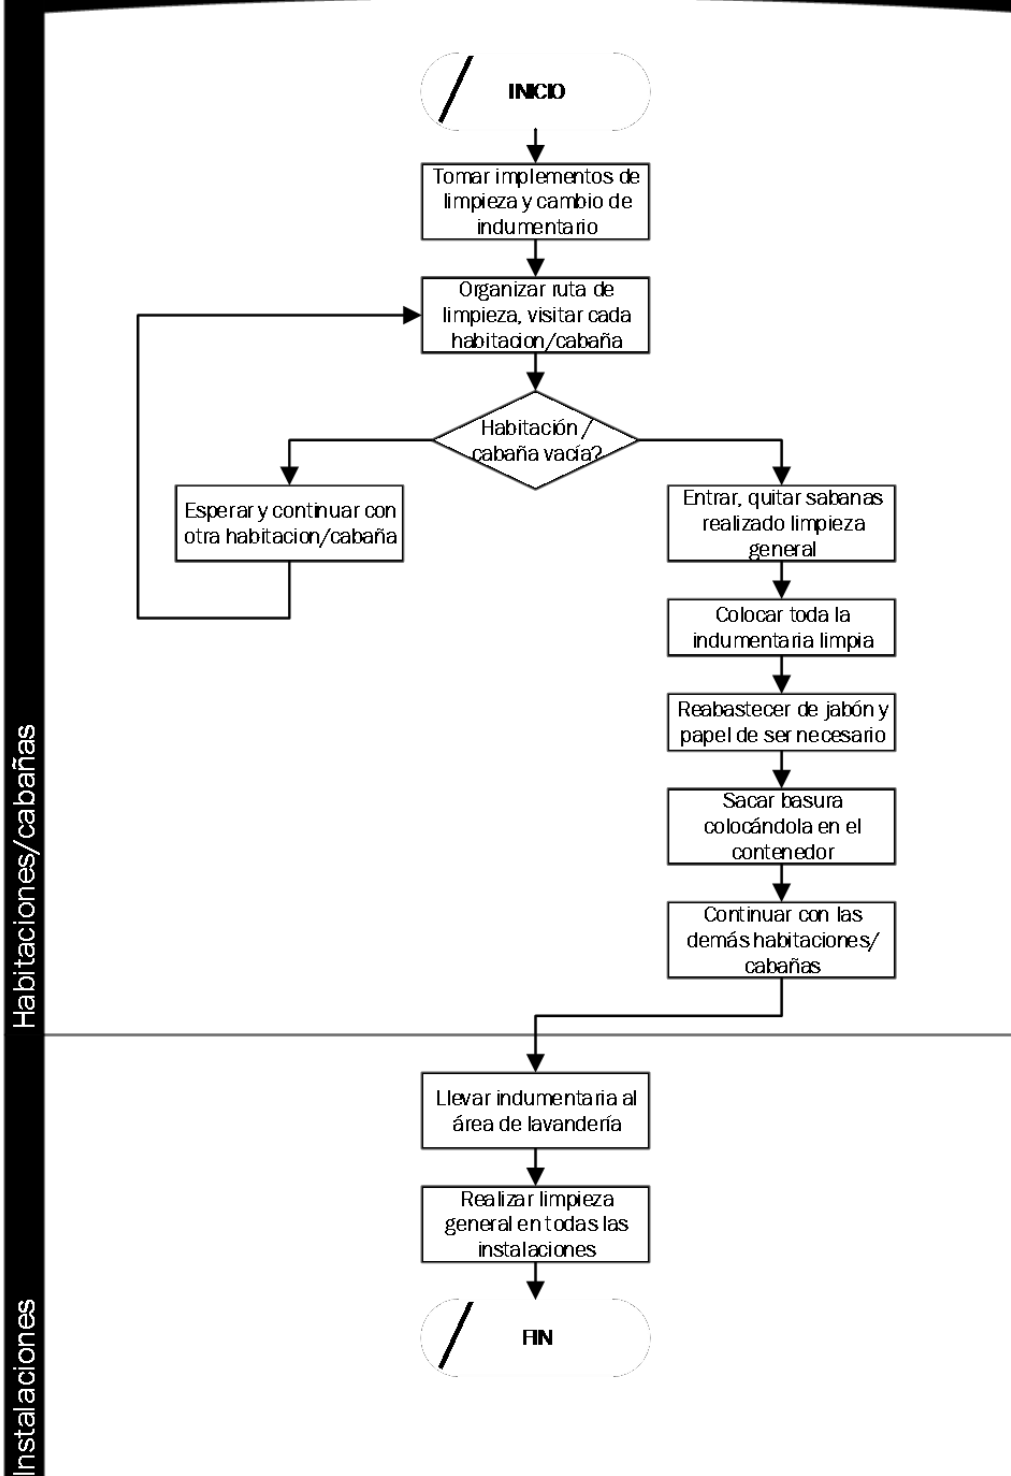 INICIO
Tomar implementos de
limpieza y cambio de
indumentario
Organizar ruta de
limpieza, visitar cada
habitacion/cabaña
Habitación /
cabaña vacía?
Esperar y continuar con
otra habitacion/cabaña
Entrar, quitar sabanas
realizado limpieza
general
Colocar toda la
indumentaria limpia
Reabastecer de jabón y
papel de ser necesario
Sacar basura
colocándola en el
contenedor
Continuar con las
demás habitaciones/
cabañas
Habitaciones/cabañas
Llevar indumentaria al
área de lavandería
Realizar limpieza
general en todas las
instalaciones
FIN
Instalaciones